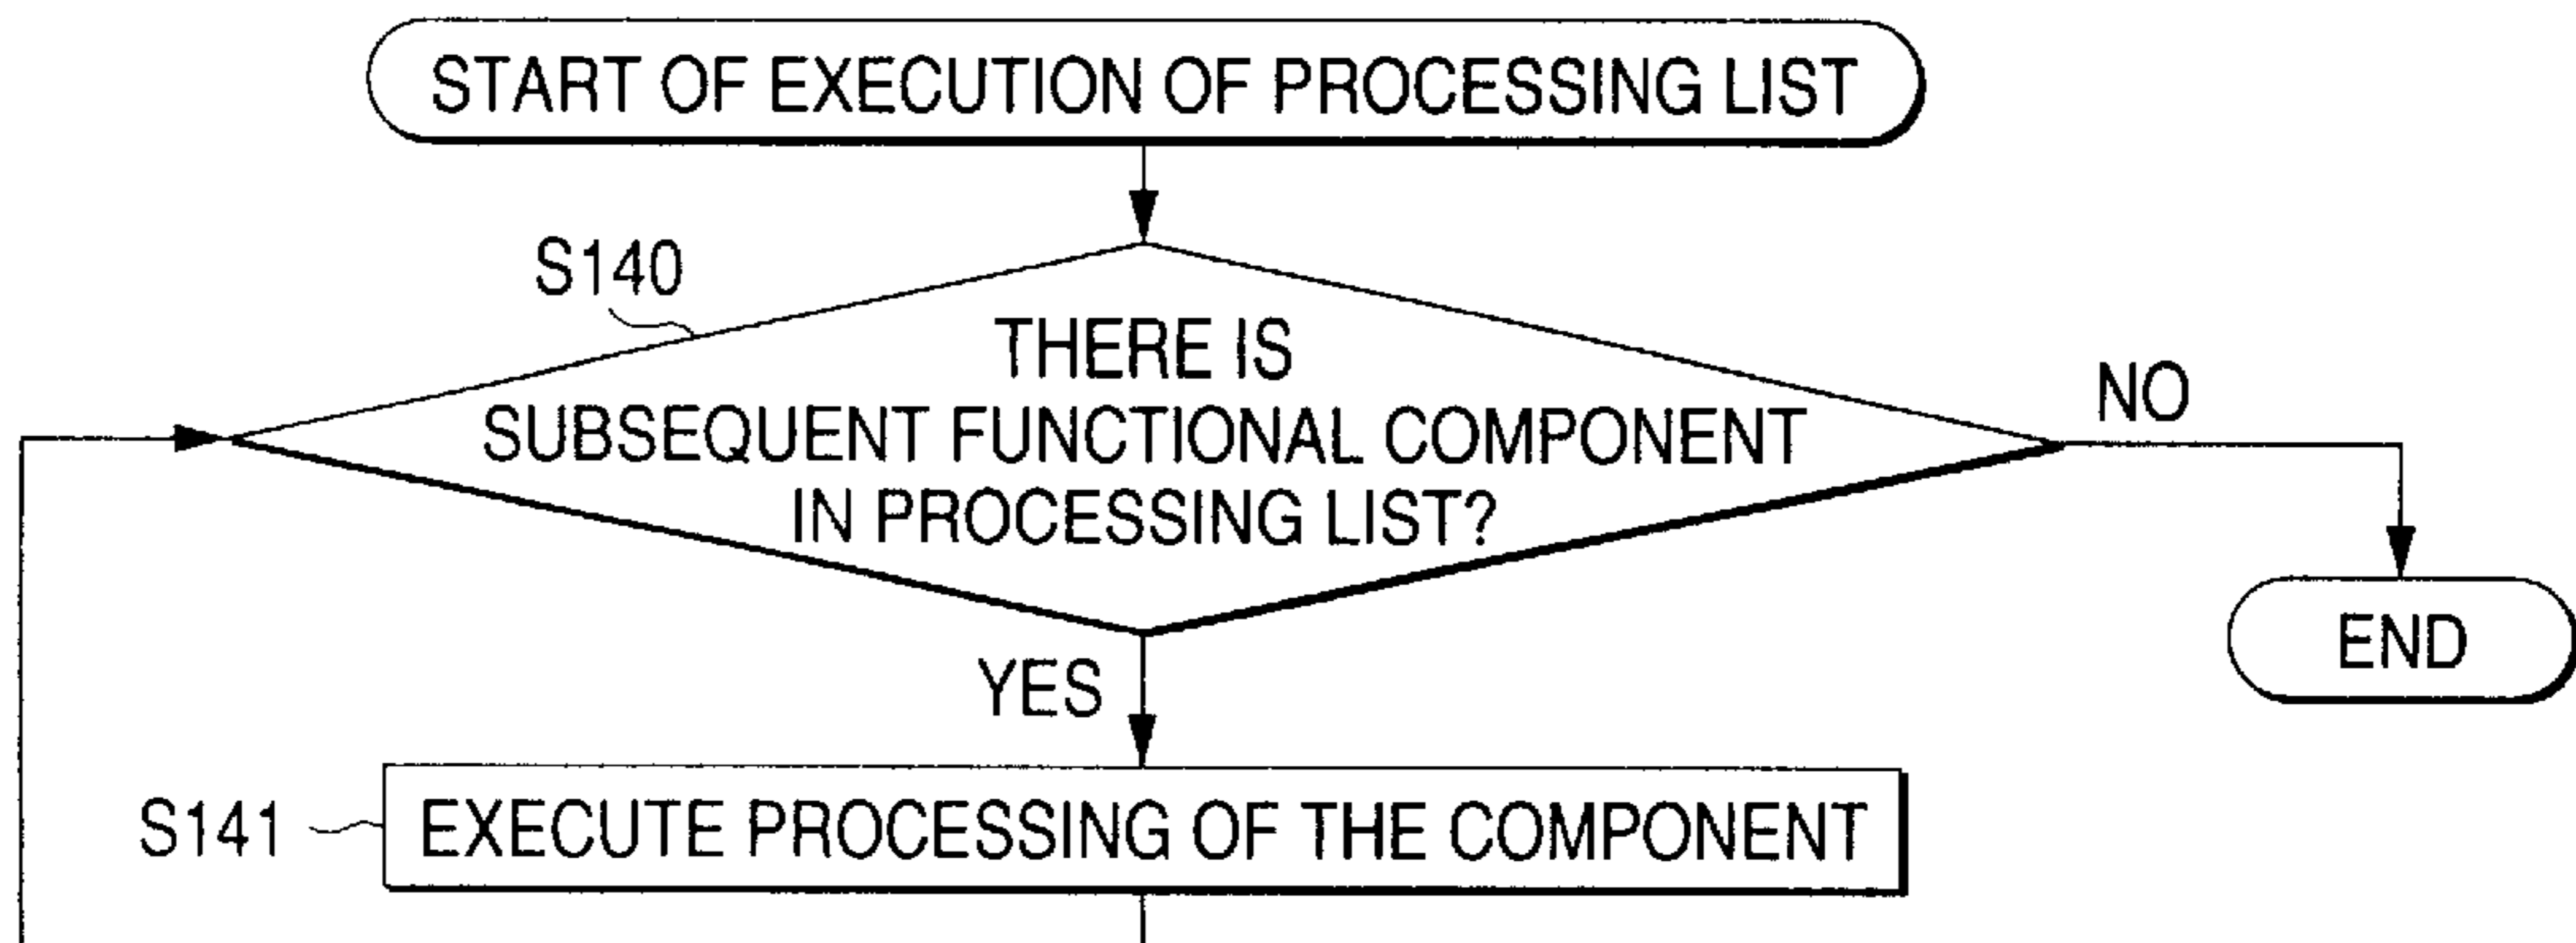 START OF EXECUTION OF PROCESSING LIST
S140
THERE IS
SUBSEQUENT FUNCTIONAL COMPONENT
IN PROCESSING LIST?
NO
END
YES
S141
EXECUTE PROCESSING OF THE COMPONENT